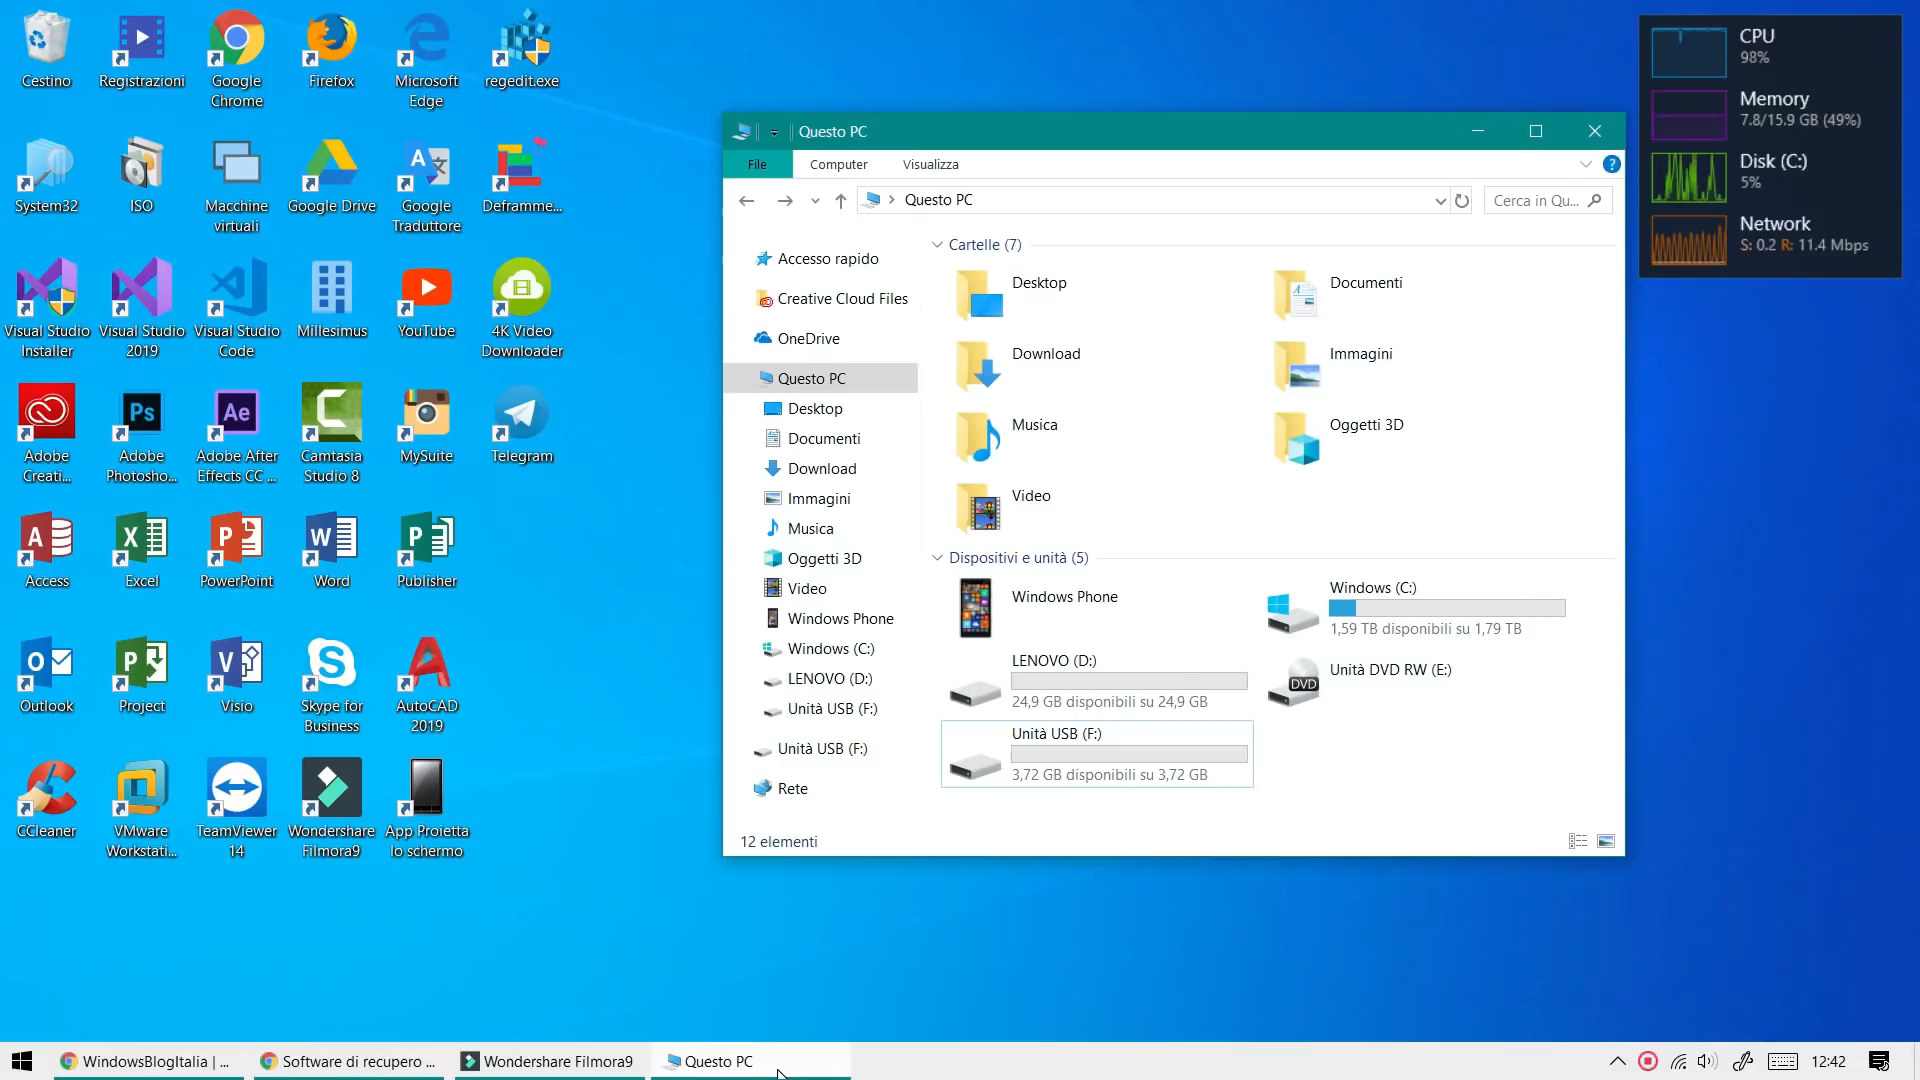 Cestino
Registrazioni
Google Chrome
Firefox
Microsoft Edge
regedit.exe
System32
ISO
Macchine virtuali
Google Drive
Google Traduttore
Deframme...
Visual Studio Installer
Visual Studio 2019
Visual Studio Code
Millesimus
YouTube
4K Video Downloader
Adobe Creati...
Adobe Photosho...
Adobe After Effects CC ...
Camtasia Studio 8
MySuite
Telegram
Access
Excel
PowerPoint
Word
Publisher
Outlook
Project
Visio
Skype for Business
AutoCAD 2019
CCleaner
VMware Workstati...
TeamViewer 14
Wondershare Filmora9
App Proietta lo schermo
Questo PC
File
Computer
Visualizza
Questo PC
Cerca in Qu...
Accesso rapido
Creative Cloud Files
OneDrive
Questo PC
Desktop
Documenti
Download
Immagini
Musica
Oggetti 3D
Video
Windows Phone
Windows (C:)
LENOVO (D:)
Unità USB (F:)
Unità USB (F:)
Rete
Cartelle (7)
Desktop
Documenti
Download
Immagini
Musica
Oggetti 3D
Video
Dispositivi e unità (5)
Windows Phone
Windows (C:)
1,59 TB disponibili su 1,79 TB
LENOVO (D:)
24,9 GB disponibili su 24,9 GB
DVD
Unità DVD RW (E:)
Unità USB (F:)
3,72 GB disponibili su 3,72 GB
12 elementi
CPU
98%
Memory
7.8/15.9 GB (49%)
Disk (C:)
5%
Network
S: 0.2 R: 11.4 Mbps
WindowsBlogItalia | ...
Software di recupero ...
Wondershare Filmora9
Questo PC
12:42